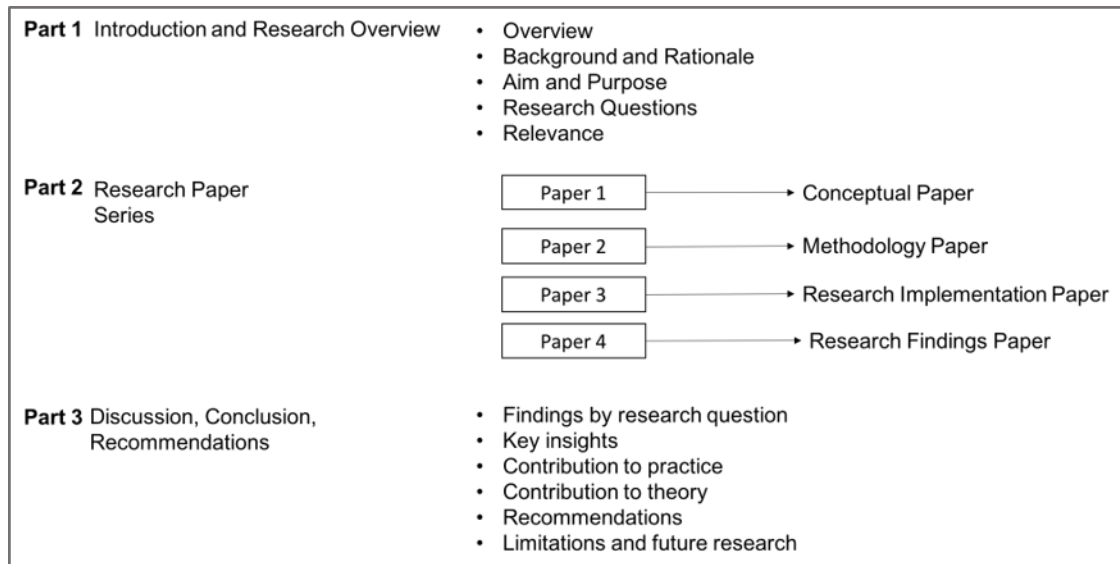 Part 1 Introduction and Research Overview
• Overview
• Background and Rationale
• Aim and Purpose
• Research Questions
• Relevance
Part 2 Research Paper
Series
Paper 1
Conceptual Paper
Paper 2
Methodology Paper
Paper 3
Research Implementation Paper
Paper 4
Research Findings Paper
Part 3 Discussion, Conclusion,
Recommendations
• Findings by research question
• Key insights
• Contribution to practice
• Contribution to theory
• Recommendations
• Limitations and future research